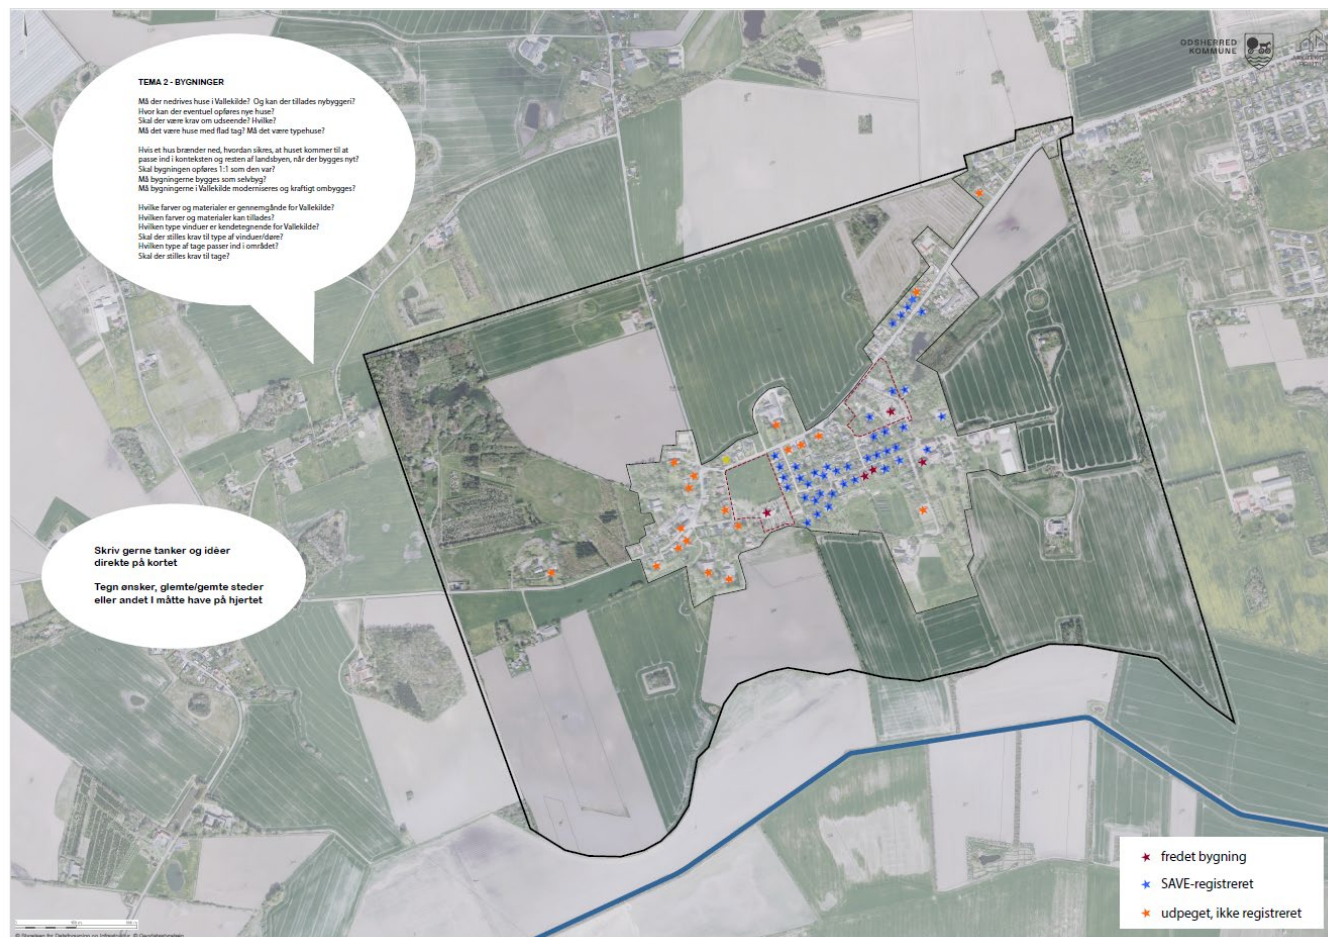 TEMA 2 - BYGNINGER
Må der nedrives huse i Vallekilde? Og kan der tillades nybyggeri?
Hvor kan der eventuel opføres nye huse?
Skal der være krav om udseende? Hvilke?
Må det være huse med flad tag? Må det være typehuse?
Hvis et hus brænder ned, hvordan sikres, at huset kommer til at
passe ind i konteksten og resten af landsbyen, når der bygges nyt?
Skal bygningen opføres 1:1 som den var?
Må bygningerne bygges som selvbyg?
Må bygningerne i Vallekilde moderniseres og kraftigt ombygges?
Hvilke farver og materialer er gennemgånde for Vallekilde?
Hvilken farver og materialer kan tillades?
Hvilken type vinduer er kendetegnende for Vallekilde?
Skal der stilles krav til type af vinduer/døre?
Hvilken type af tage passer ind i området?
Skal der stilles krav til tage?
ODSHERRED
KOMMUNE
Skriv gerne tanker og idéer
direkte på kortet
Tegn ønsker, glemte/gemte steder
eller andet I måtte have på hjertet
fredet bygning
SAVE-registreret
udpeget, ikke registreret